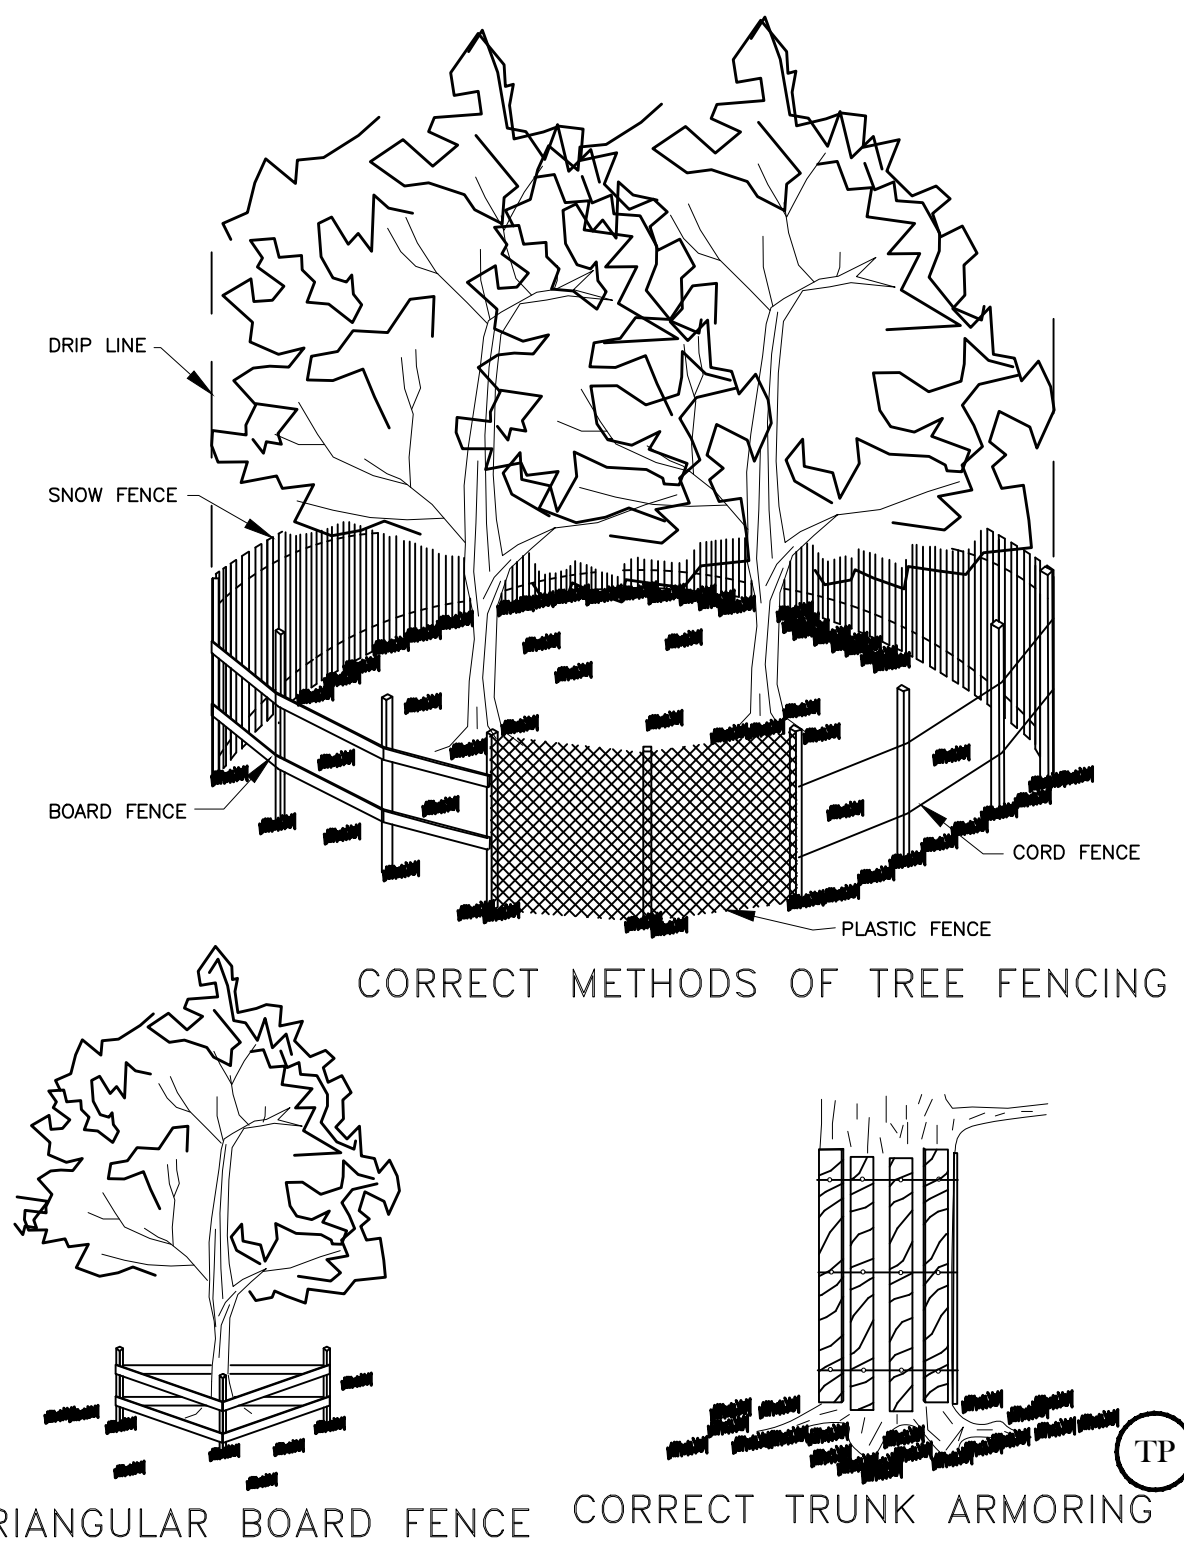 DRIP LINE
SNOW FENCE
BOARD FENCE
CORD FENCE
PLASTIC FENCE
CORRECT METHODS OF TREE FENCING
RIANGULAR BOARD FENCE
CORRECT TRUNK ARMORING
TP